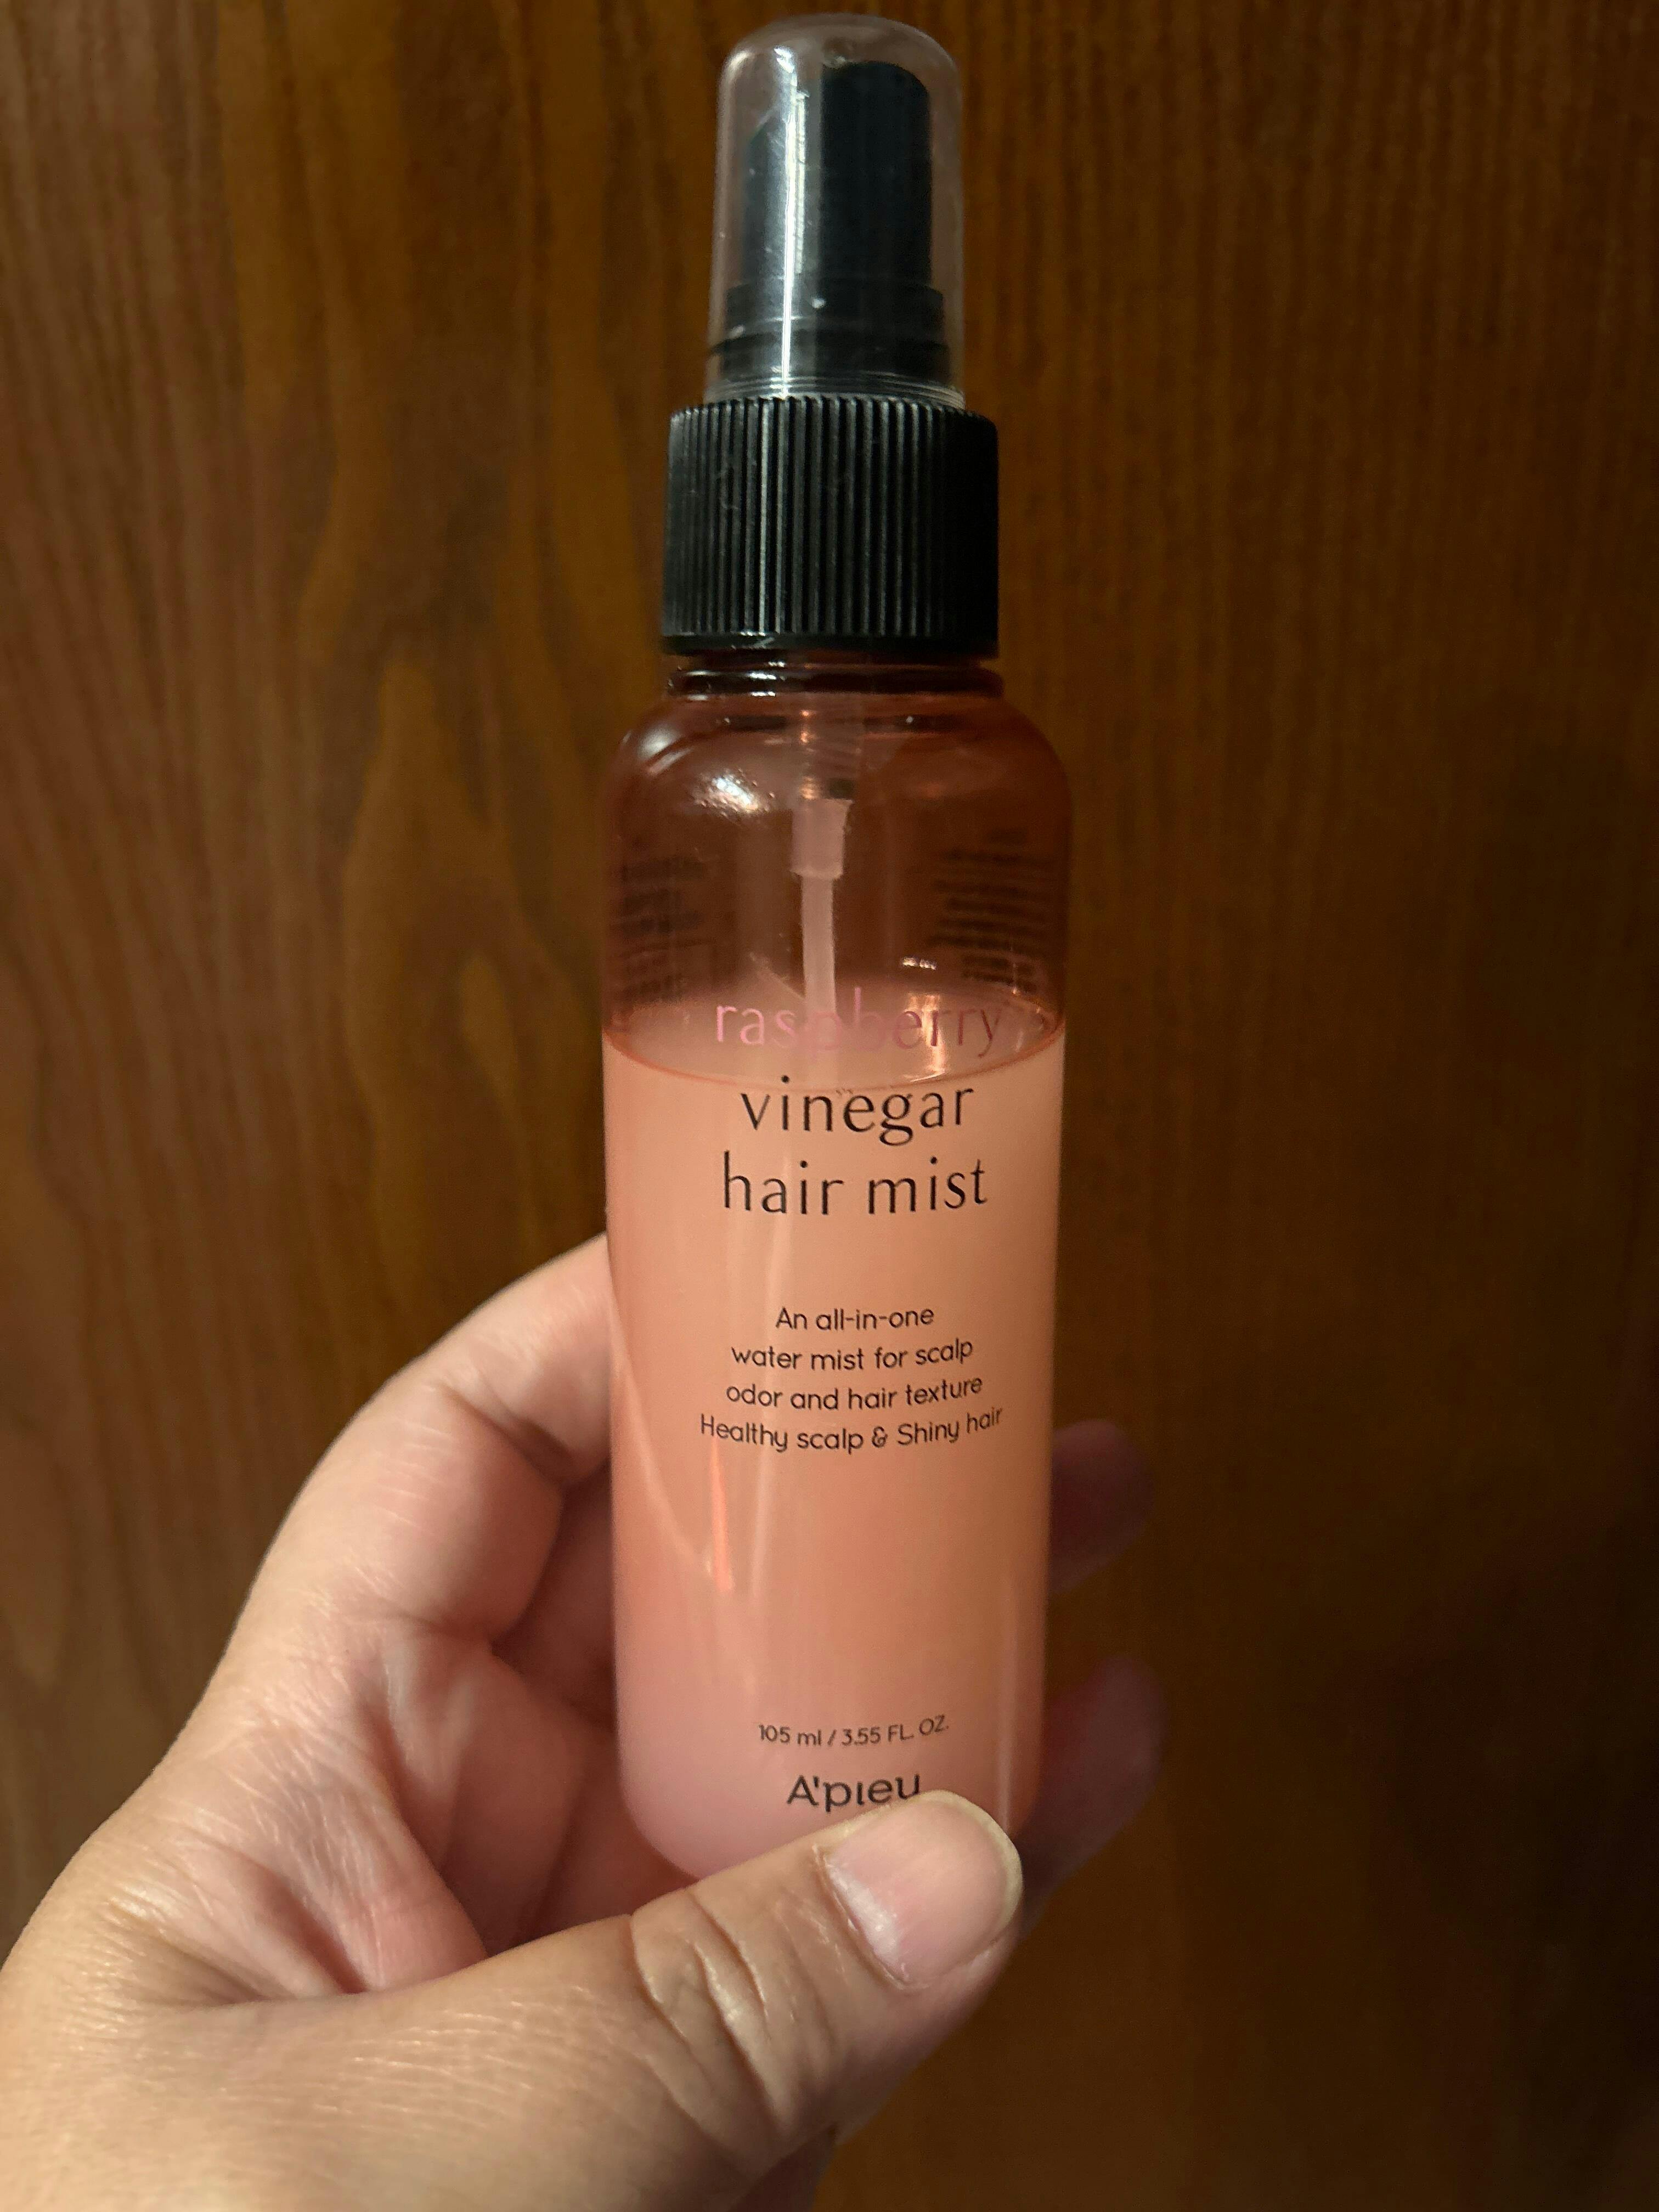 raspberry
vinegar
hair mist
An all-in-one
water mist for scalp
odor and hair texture
Healthy scalp & Shiny hair
105 ml / 3.55 FL. OZ.
A'pieu